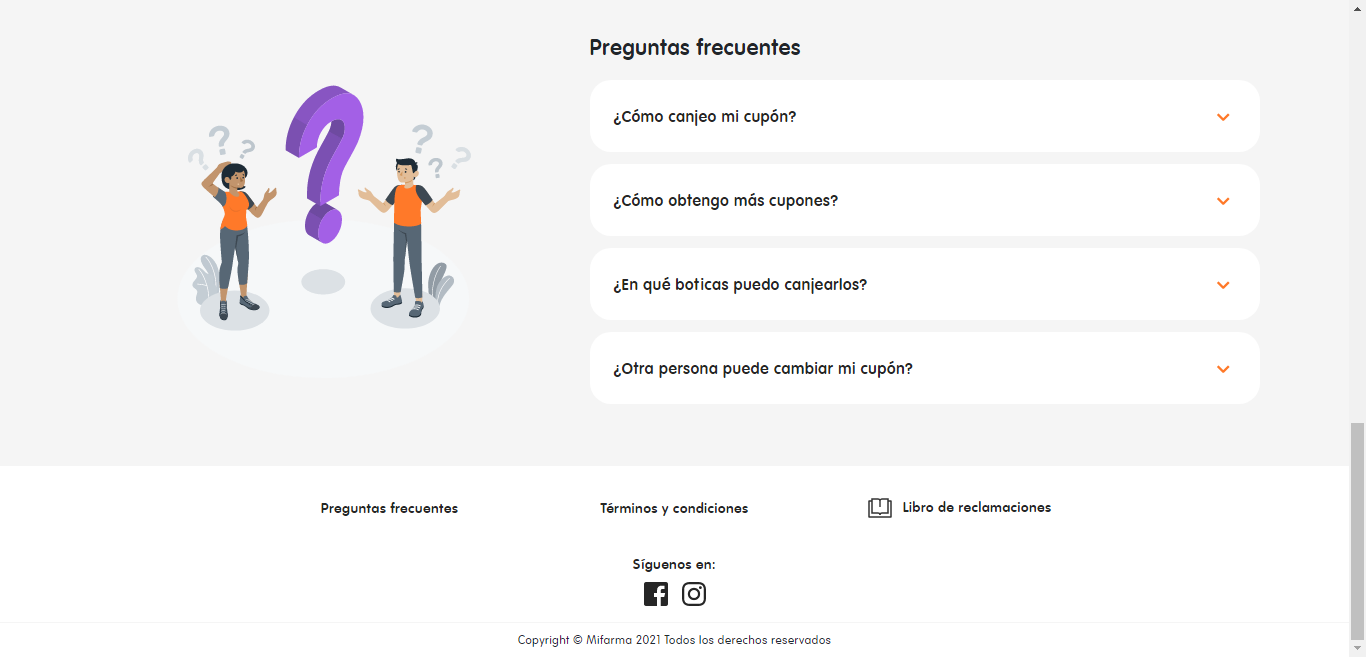 Preguntas frecuentes
¿Cómo canjeo mi cupón?
¿Cómo obtengo más cupones?
¿En qué boticas puedo canjearlos?
¿Otra persona puede cambiar mi cupón?
Preguntas frecuentes
Términos y condiciones
Libro de reclamaciones
Síguenos en:
Copyright © Mifarma 2021 Todos los derechos reservados